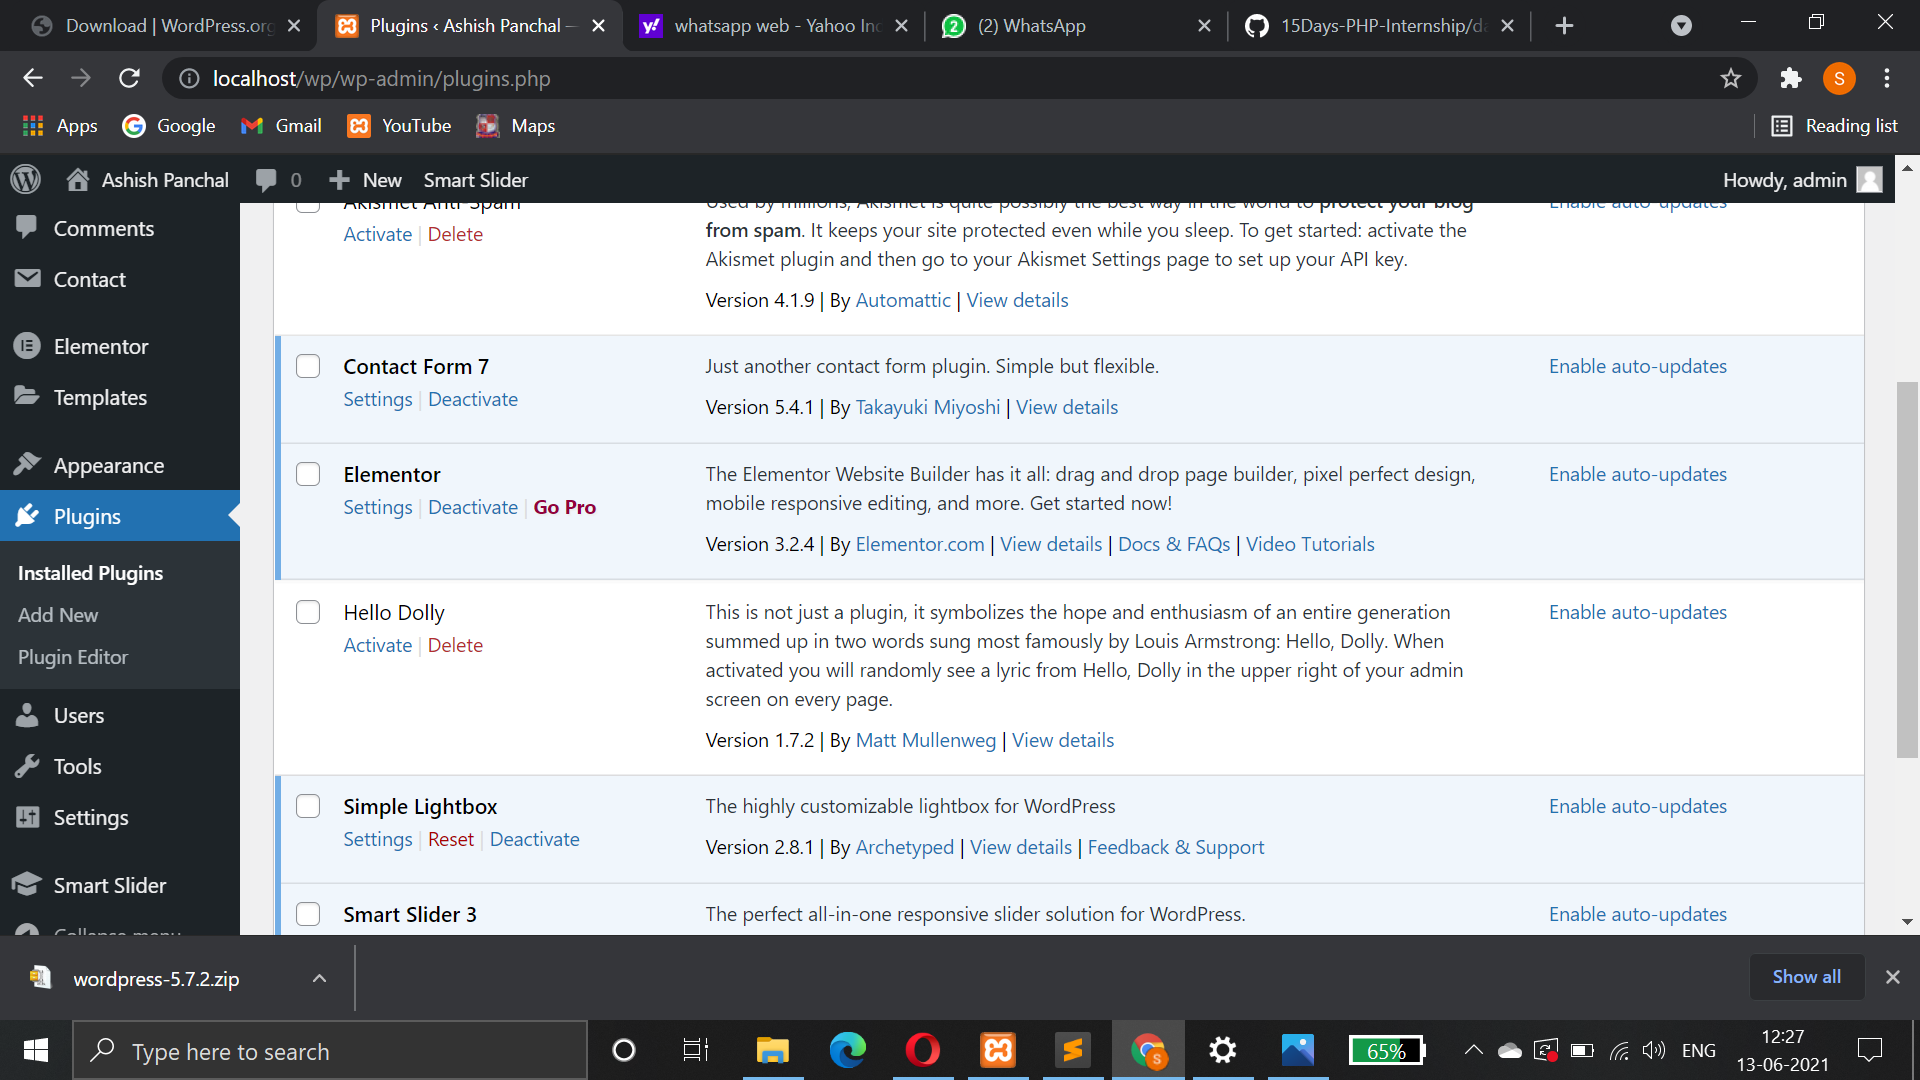 Download | WordPress.org
Plugins ‹ Ashish Panchal —
whatsapp web - Yahoo Inc
(2) WhatsApp
15Days-PHP-Internship/da
localhost/wp/wp-admin/plugins.php
S
Apps
Google
Gmail
YouTube
Maps
Reading list
Ashish Panchal
0
New
Smart Slider
Howdy, admin
Comments
Contact
Elementor
Templates
Appearance
Plugins
Installed Plugins
Add New
Plugin Editor
Users
Tools
Settings
Smart Slider
Collapse menu
Akismet Anti-Spam
Activate | Delete
Used by millions, Akismet is quite possibly the best way in the world to protect your blog
from spam. It keeps your site protected even while you sleep. To get started: activate the
Akismet plugin and then go to your Akismet Settings page to set up your API key.
Version 4.1.9 | By Automattic | View details
Enable auto-updates
Contact Form 7
Settings | Deactivate
Just another contact form plugin. Simple but flexible.
Version 5.4.1 | By Takayuki Miyoshi | View details
Enable auto-updates
Elementor
Settings | Deactivate | Go Pro
The Elementor Website Builder has it all: drag and drop page builder, pixel perfect design,
mobile responsive editing, and more. Get started now!
Version 3.2.4 | By Elementor.com | View details | Docs & FAQs | Video Tutorials
Enable auto-updates
Hello Dolly
Activate | Delete
This is not just a plugin, it symbolizes the hope and enthusiasm of an entire generation
summed up in two words sung most famously by Louis Armstrong: Hello, Dolly. When
activated you will randomly see a lyric from Hello, Dolly in the upper right of your admin
screen on every page.
Version 1.7.2 | By Matt Mullenweg | View details
Enable auto-updates
Simple Lightbox
Settings | Reset | Deactivate
The highly customizable lightbox for WordPress
Version 2.8.1 | By Archetyped | View details | Feedback & Support
Enable auto-updates
Smart Slider 3
The perfect all-in-one responsive slider solution for WordPress.
Enable auto-updates
wordpress-5.7.2.zip
Show all
Type here to search
65%
ENG
12:27
13-06-2021